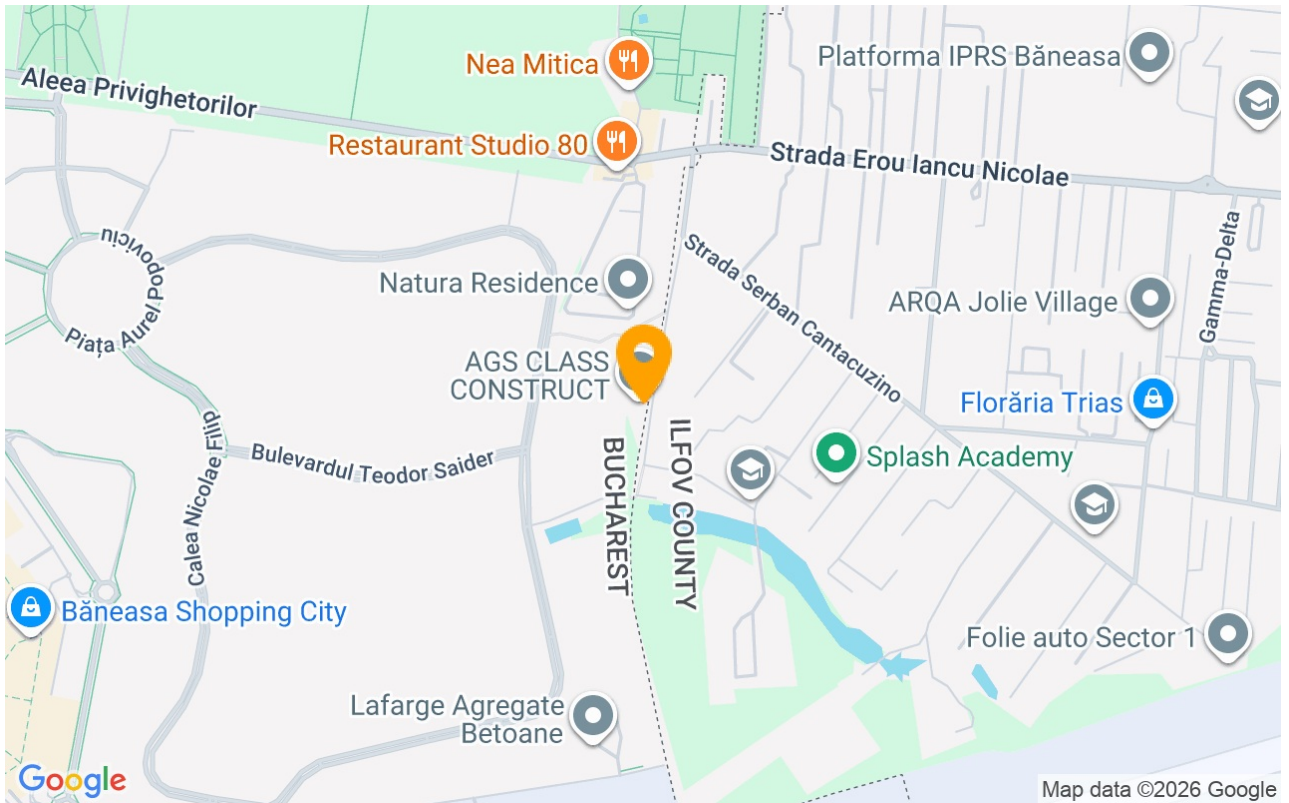 Nea Mitica
Platforma IPRS Băneasa
Aleea Privighetorilor
Restaurant Studio 80
Strada Erou Iancu Nicolae
Piața Aurel Popoviciu
Natura Residence
Strada Serban Cantacuzino
Gamma-Delta
ARQA Jolie Village
AGS CLASS
CONSTRUCT
Florăria Trias
Calea Nicolae Filip
Bulevardul Teodor Saider
BUCHAREST
ILFOV COUNTY
Splash Academy
Băneasa Shopping City
Folie auto Sector 1
Lafarge Agregate
Betoane
Google
Map data ©2026 Google